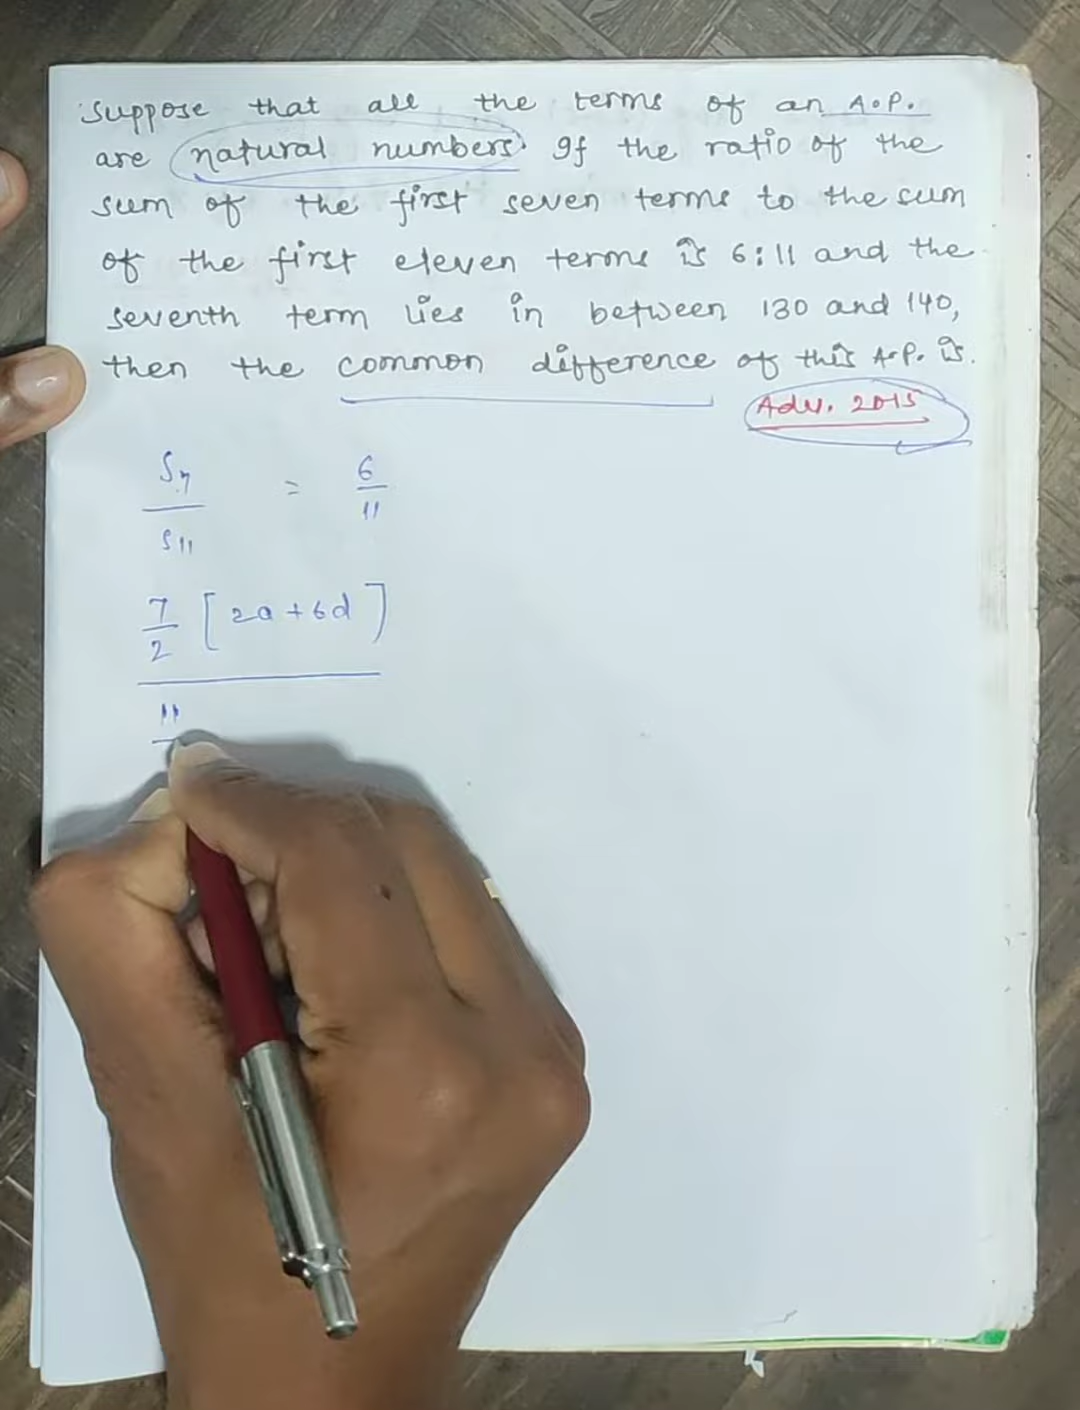 Suppose that all the terms of an A.P.
are natural numbers. If the ratio of the
sum of the first seven terms to the sum
of the first eleven terms is 6:11 and the
seventh term lies in between 130 and 140,
then the common difference of this A.P. is.
Adv. 2015
S7/S11 = 6/11
7/2 [2a+6d]
11